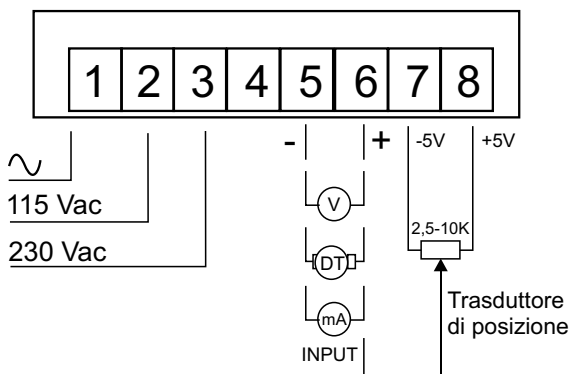 1 2 3 4 5 6 7 8
- + -5V +5V
115 Vac
230 Vac
V
2,5-10K
DT
mA
INPUT
Trasduttore
di posizione